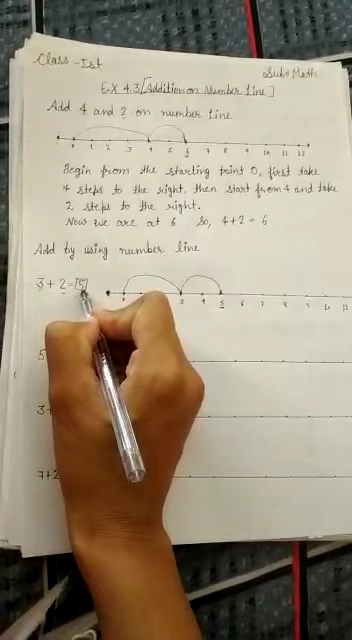 Class - Ist
Sub:- Math
EX 4.3 [Addition on Number Line]
Add 4 and 2 on number line
0 1 2 3 4 5 6 7 8 9 10 11 12
Begin from the starting point 0, first take
4 steps to the right, then start from 4 and take
2 steps to the right.
Now we are at 6. So, 4+2 = 6
Add by using number line
3 + 2 = [5]
3 4 5 6 7 8 9 10 11
5
3
7+2